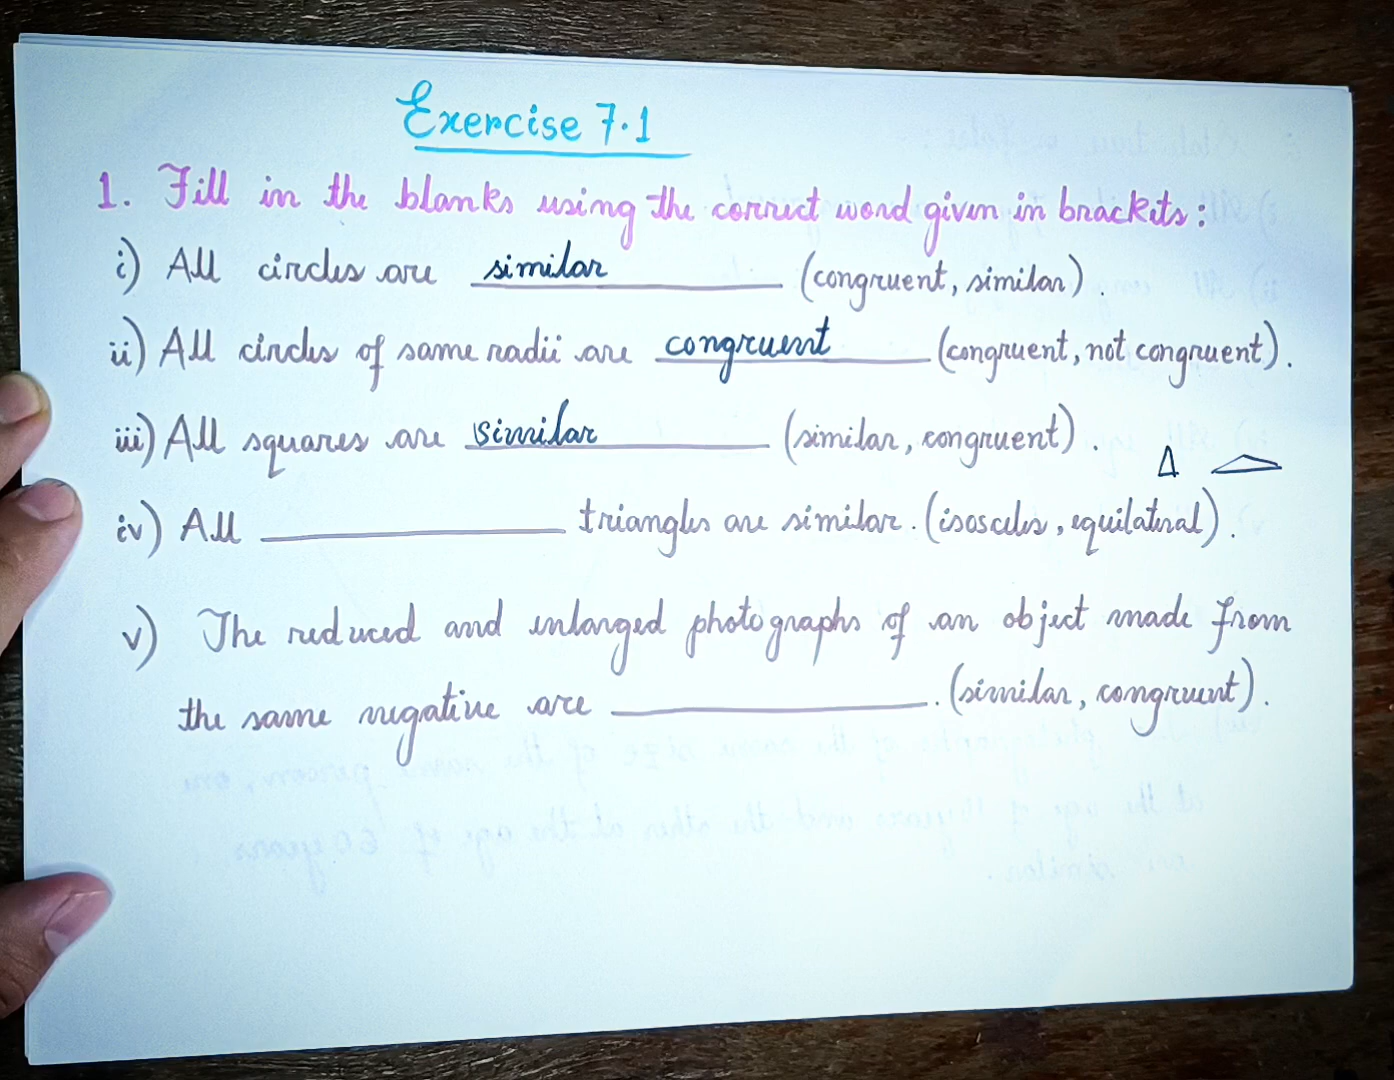 Exercise 7.1
1. Fill in the blanks using the correct word given in brackets:
i) All circles are similar (congruent, similar).
ii) All circles of same radii are congruent (congruent, not congruent).
iii) All squares are similar (similar, congruent).
iv) All ____ triangles are similar. (isosceles, equilateral).
v) The reduced and enlarged photographs of an object made from
the same negative are ____. (similar, congruent).